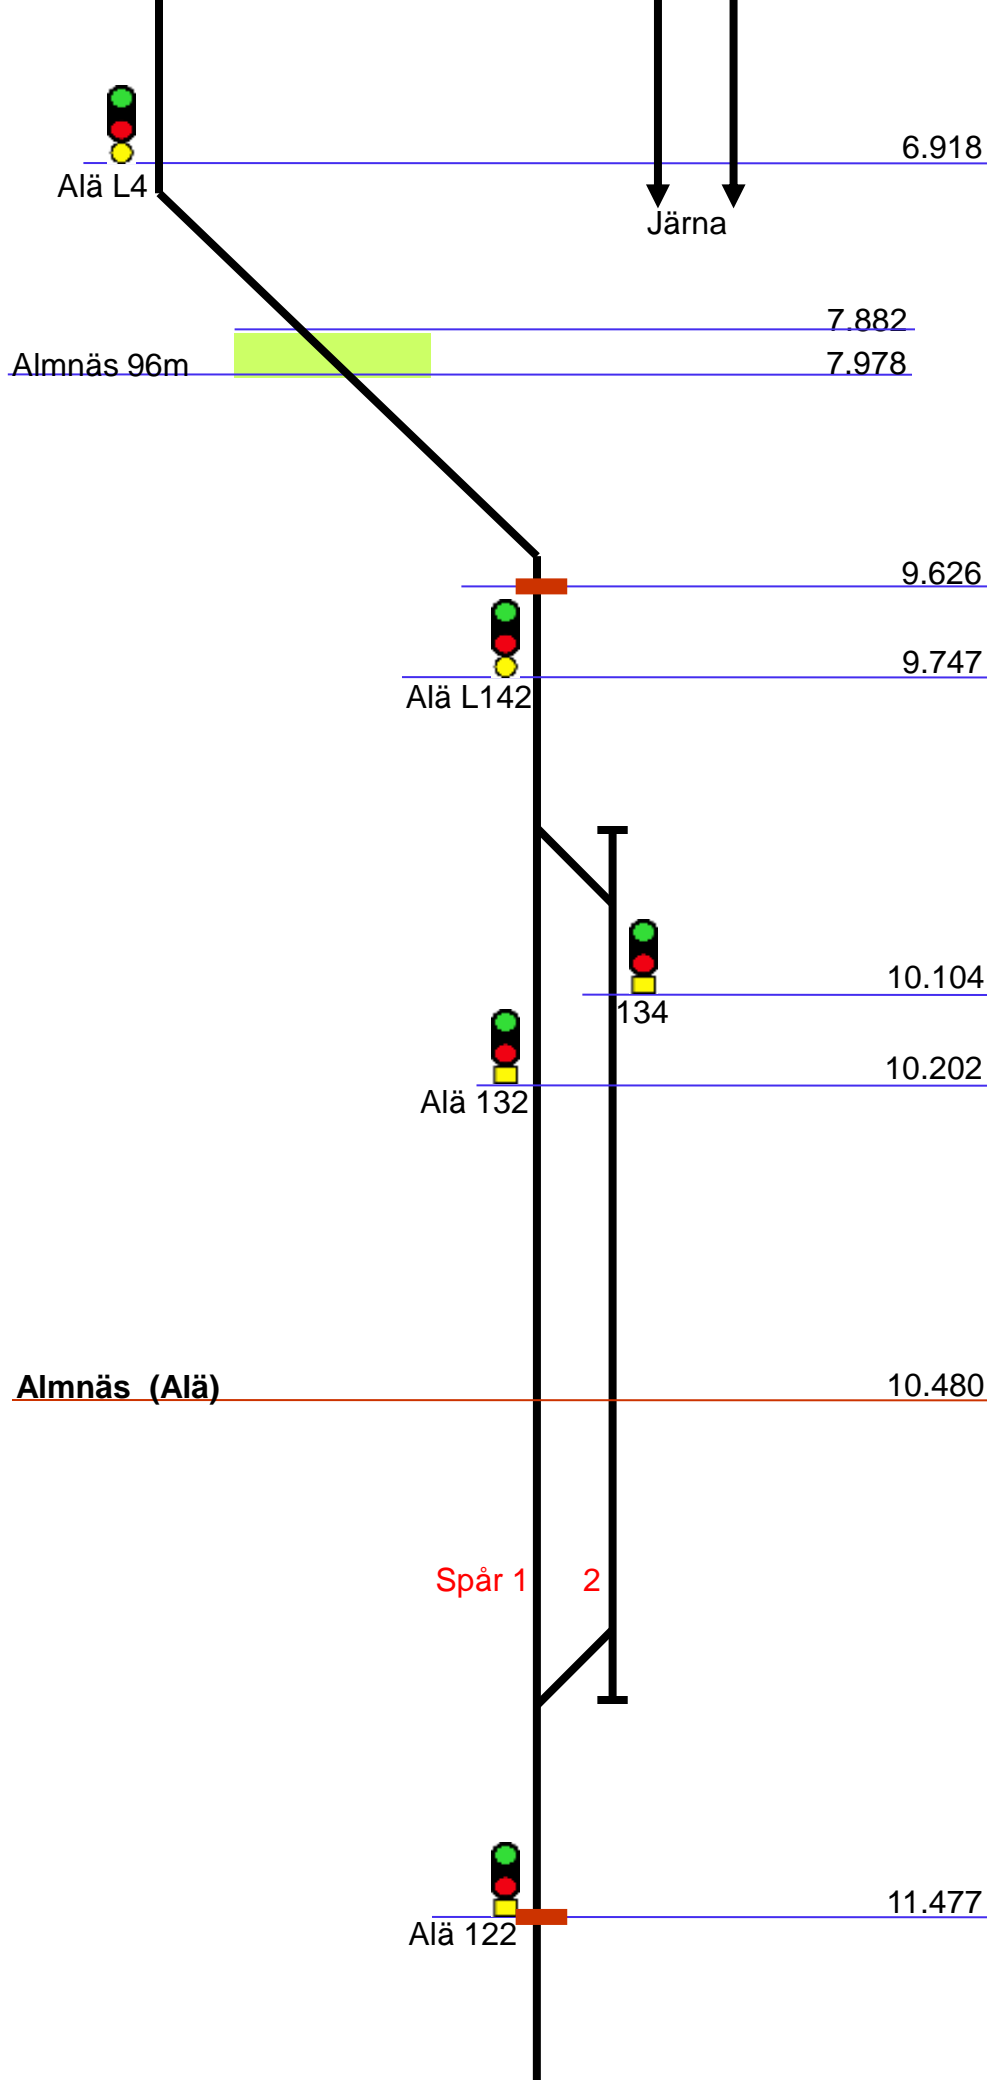 6.918
Alä L4
Järna
7.882
Almnäs 96m 7.978
9.626
9.747
Alä L142
10.104
134
10.202
Alä 132
Almnäs (Alä) 10.480
Spår 1 2
11.477
Alä 122